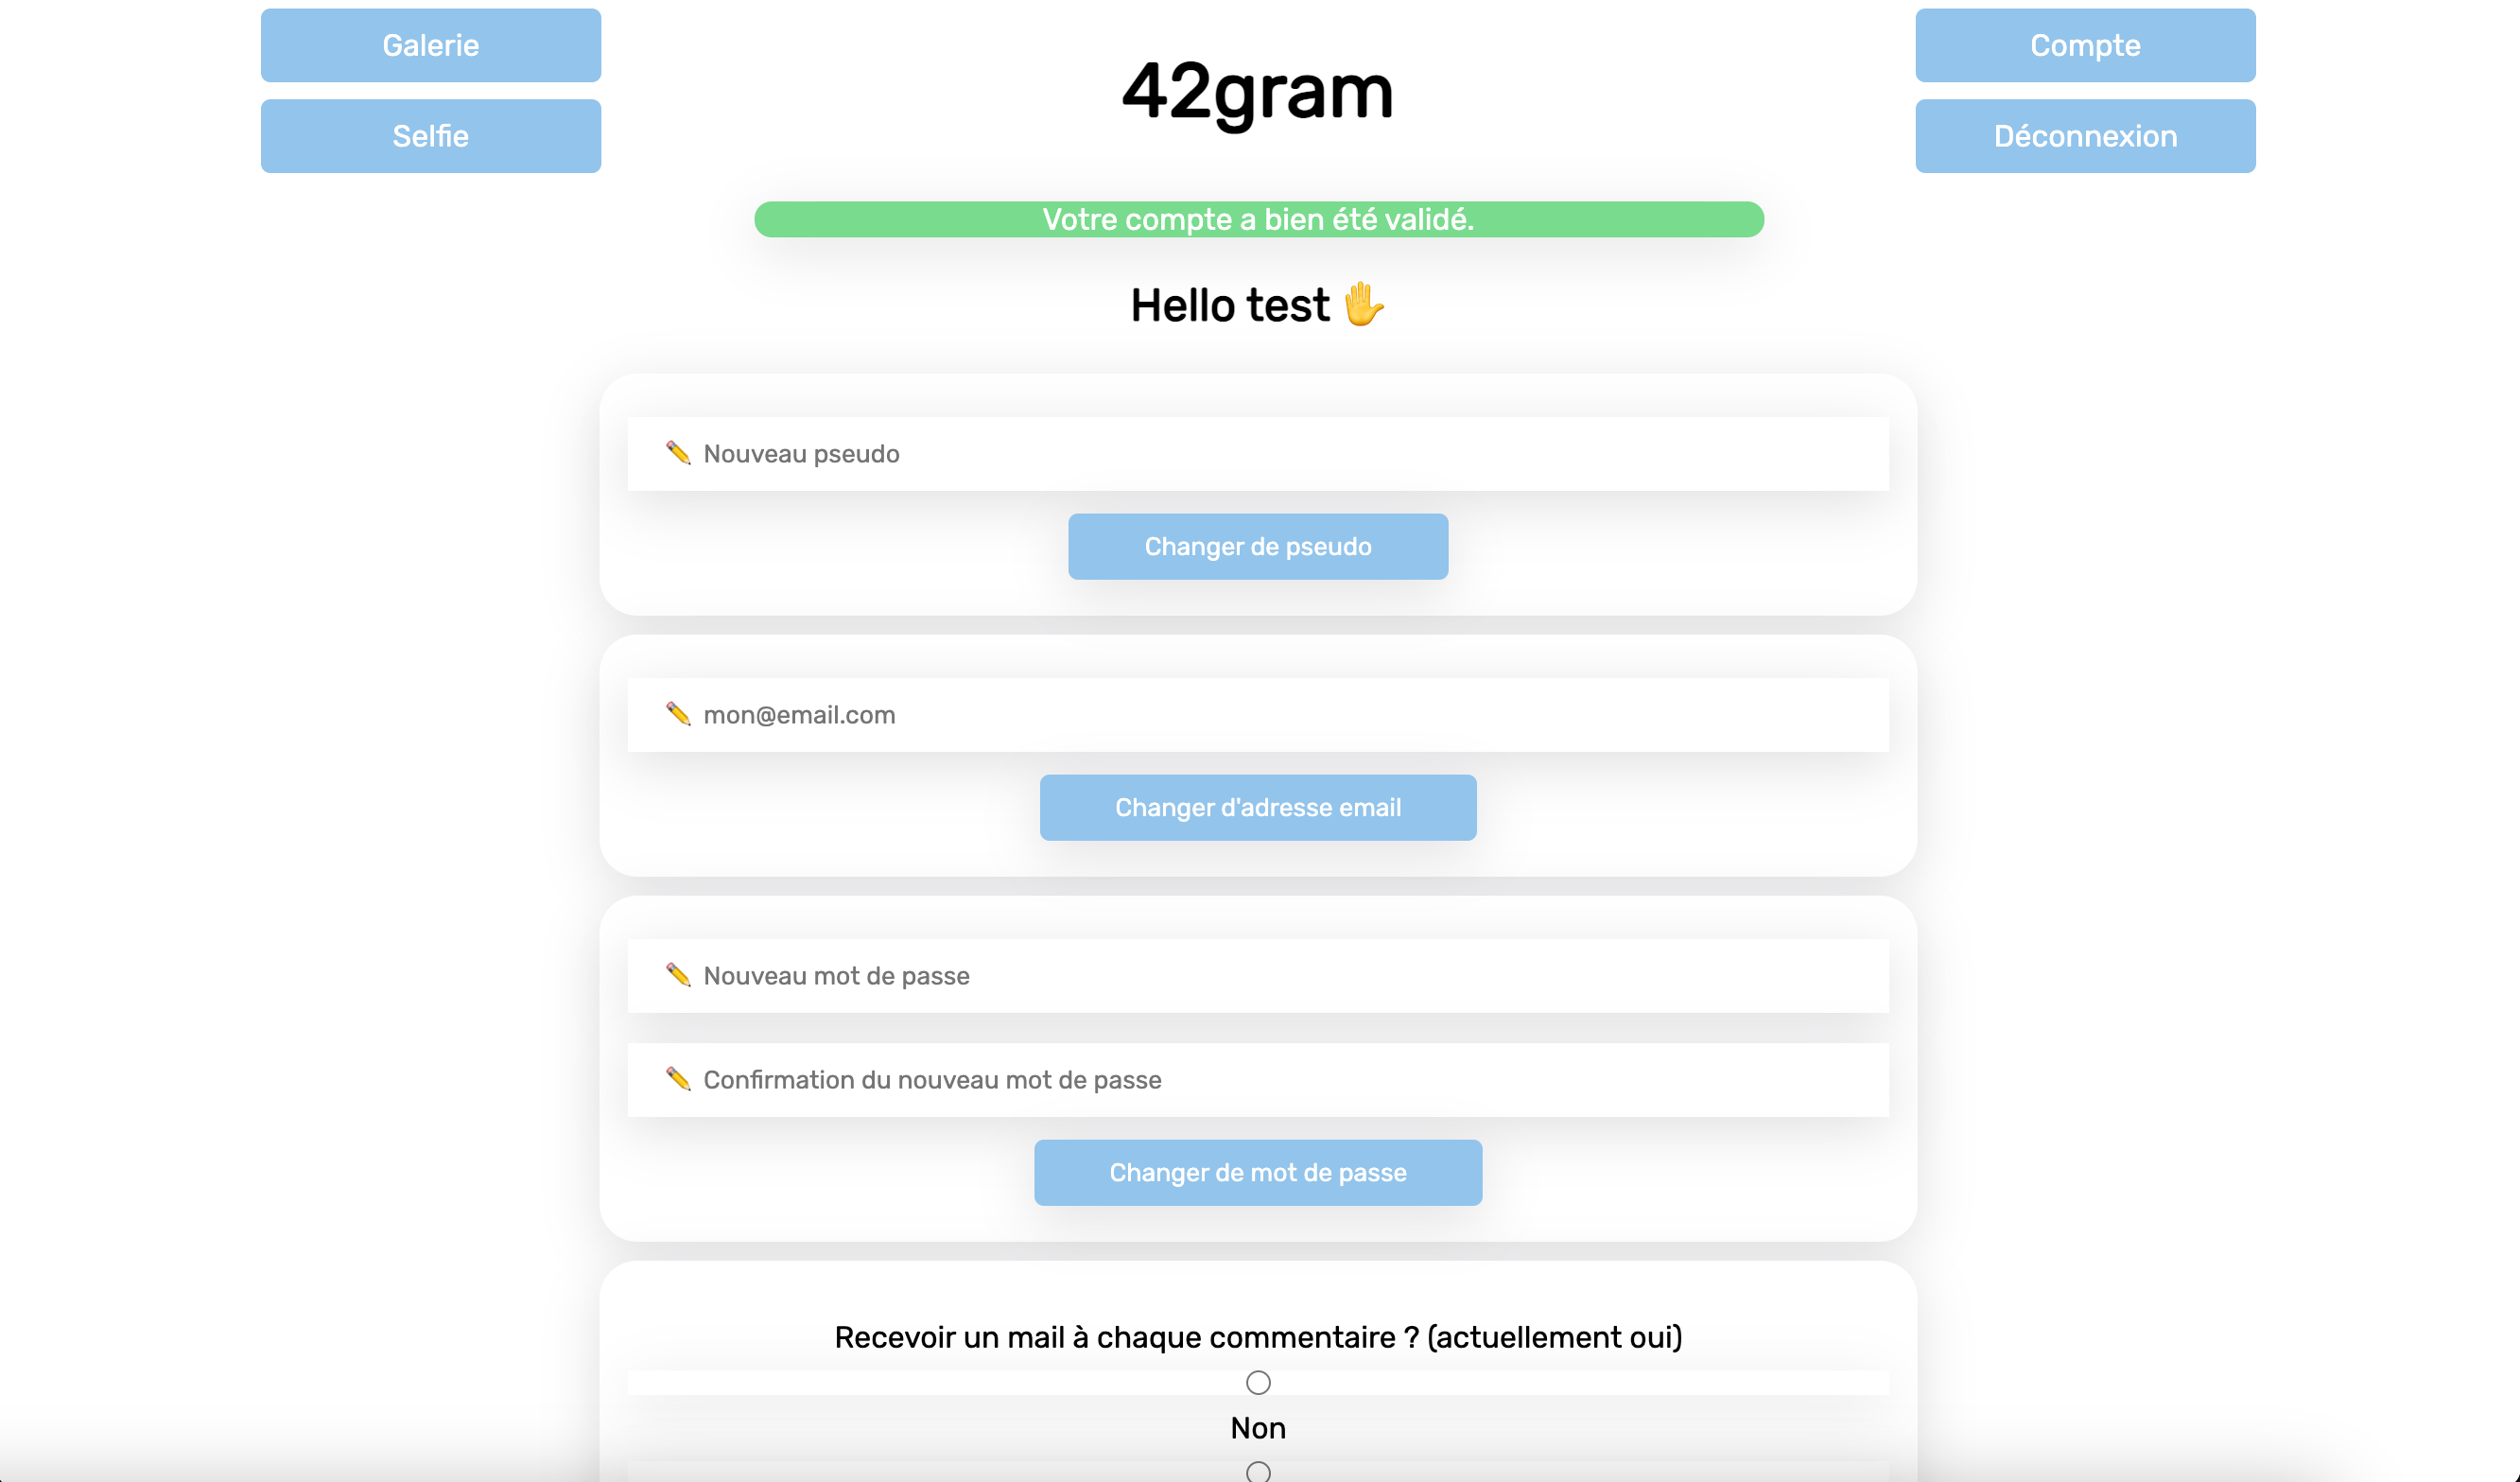 Galerie
Selfie
42gram
Compte
Déconnexion
Votre compte a bien été validé.
Hello test 🖐
✏️ Nouveau pseudo
Changer de pseudo
✏️ mon@email.com
Changer d'adresse email
✏️ Nouveau mot de passe
✏️ Confirmation du nouveau mot de passe
Changer de mot de passe
Recevoir un mail à chaque commentaire ? (actuellement oui)
Non